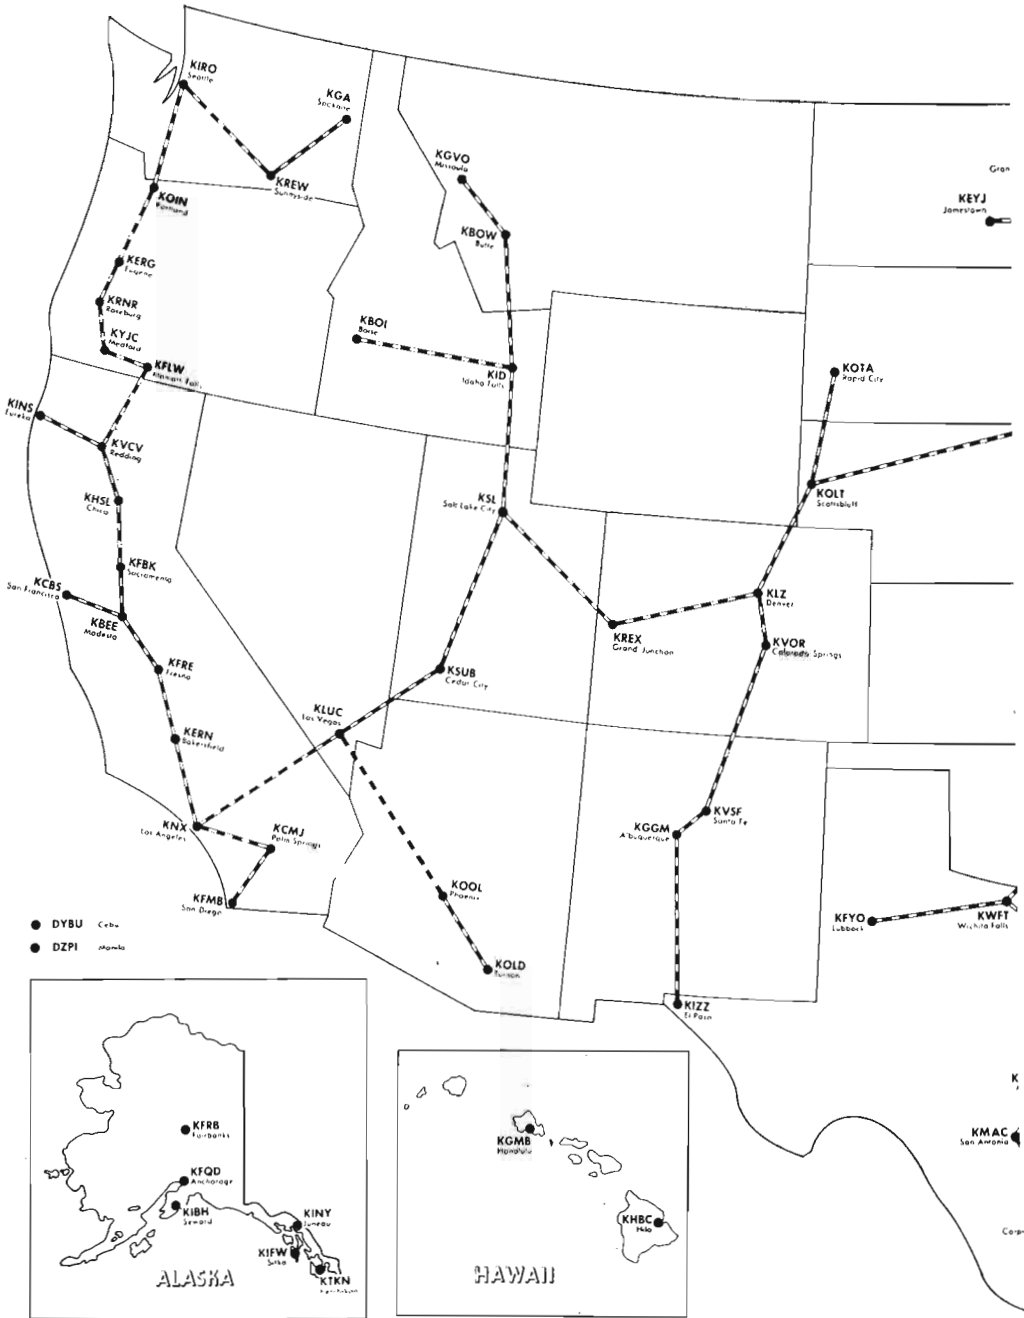 KIRO
Seattle
KGA
Spokane
KREW
Sunnyside
KOIN
Portland
KERG
Eugene
KRNR
Roseburg
KYJC
Medford
KFLW
Klamath Falls
KINS
Eureka
KVCV
Redding
KHSL
Chico
KFBK
Sacramento
KCBS
San Francisco
KBEE
Modesto
KFRE
Fresno
KERN
Bakersfield
KNX
Los Angeles
KCMJ
Palm Springs
KFMB
San Diego
KGVO
Missoula
KBOW
Butte
KBOI
Boise
KID
Idaho Falls
KSL
Salt Lake City
KSUB
Cedar City
KLUC
Las Vegas
KOOL
Phoenix
KOLD
Tucson
KREX
Grand Junction
KLZ
Denver
KVOR
Colorado Springs
KVSF
Santa Fe
KGGM
Albuquerque
KIZZ
El Paso
KOTA
Rapid City
KOLT
Scottsbluff
Gran
KEYJ
Jamestown
KFYO
Lubbock
KWFT
Wichita Falls
K
KMAC
San Antonio
Corp
DYBU Cebu
DZPI Manila
KFRB
Fairbanks
KFQD
Anchorage
KIBH
Seward
KINY
Juneau
KIFW
Sitka
KTKN
Ketchikan
ALASKA
KGMB
Honolulu
KHBC
Hilo
HAWAII